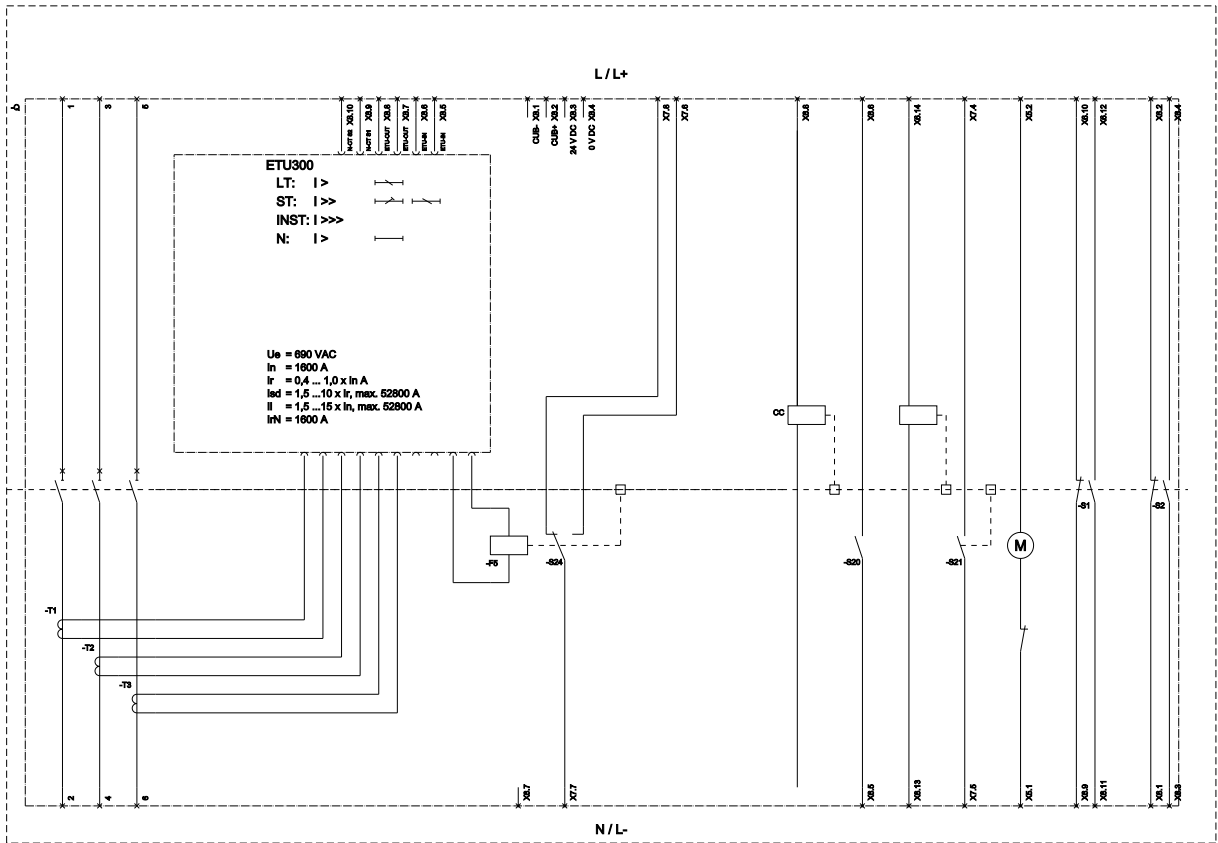 L / L+
-Q
1
3
5
X8.10
X8.9
X8.8
X8.7
X8.6
X8.5
X8.1
X8.2
X8.3
X8.4
X7.8
X7.6
X6.8
X6.6
X6.14
X7.4
X5.2
X6.10
X6.12
X6.2
X6.4
N-CT S2
N-CT S1
ETU-OUT
ETU-OUT
ETU-IN
ETU-IN
CUB-
CUB+
24 V DC
0 V DC
ETU300
LT: I >
ST: I >>
INST: I >>>
N: I >
Ue = 690 VAC
In = 1600 A
Ir = 0,4 ... 1,0 x In A
Isd = 1,5 ...10 x Ir, max. 52800 A
Ii = 1,5 ...15 x In, max. 52800 A
IrN = 1600 A
CC
-S1
-S2
M
-F5
-S24
-S20
-S21
-T1
-T2
-T3
2
4
6
X6.7
X7.7
X6.5
X6.13
X7.5
X5.1
X6.9
X6.11
X6.1
X6.3
N / L-